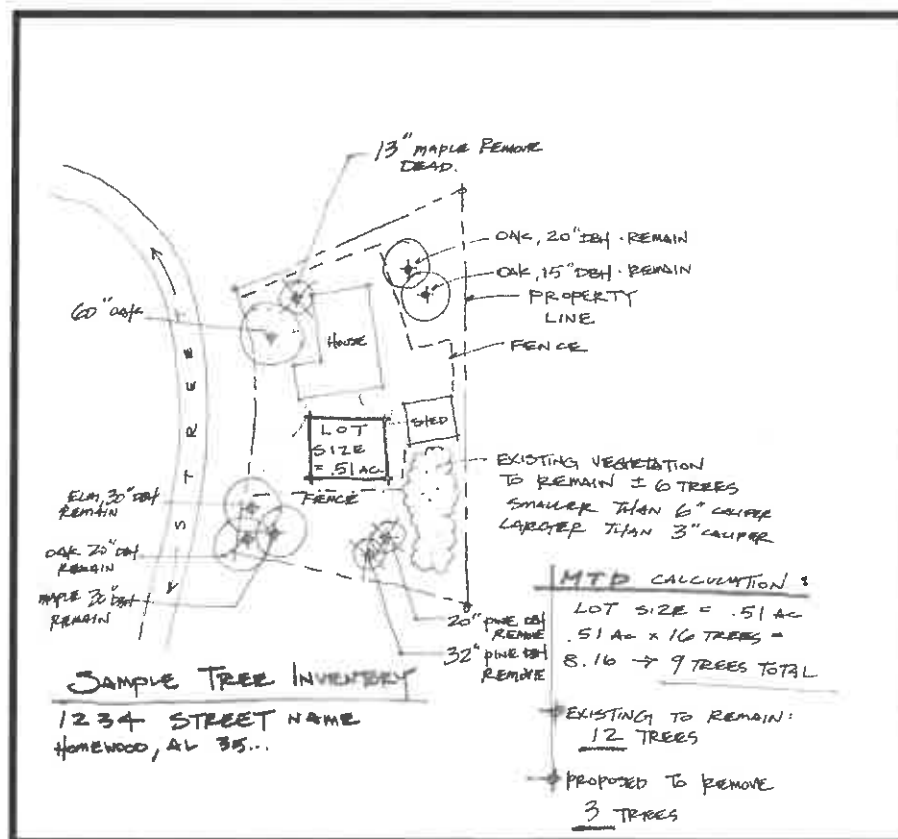 13" MAPLE REMOVE
DEAD.
OAK, 20" DBH - REMAIN
OAK, 15" DBH - REMAIN
PROPERTY
LINE
FENCE
60" OAK
HOUSE
STREET
LOT
SIZE
= .51 AC
SHED
FENCE
EXISTING VEGETATION
TO REMAIN ± 6 TREES
SMALLER THAN 6" CALIPER
LARGER THAN 3" CALIPER
ELM, 30" DBH
REMAIN
OAK 20" DBH
REMAIN
MAPLE 30" DBH
REMAIN
20" PINE DBH
REMOVE
32" PINE DBH
REMOVE
MTD CALCULATION:
LOT SIZE = .51 AC
.51 AC x 16 TREES =
8.16 → 9 TREES TOTAL
EXISTING TO REMAIN:
12 TREES
PROPOSED TO REMOVE
3 TREES
SAMPLE TREE INVENTORY
1234 STREET NAME
HOMEWOOD, AL 35...